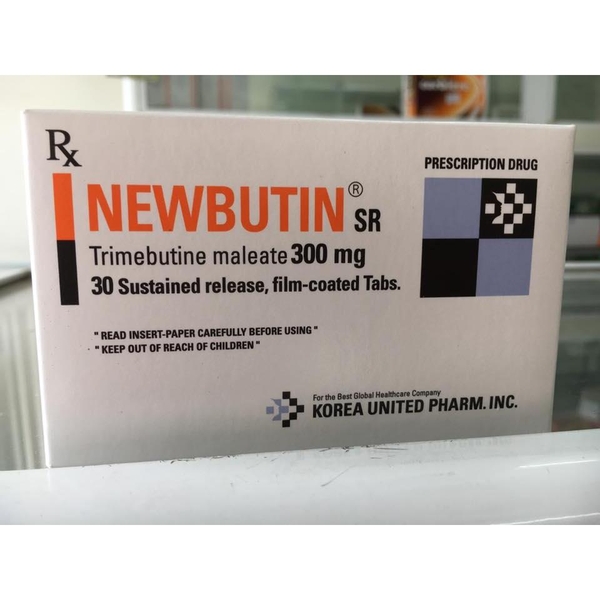 Rx
PRESCRIPTION DRUG
NEWBUTIN® SR
Trimebutine maleate 300 mg
30 Sustained release, film-coated Tabs.
" READ INSERT-PAPER CAREFULLY BEFORE USING "
" KEEP OUT OF REACH OF CHILDREN "
For the Best Global Healthcare Company
KOREA UNITED PHARM. INC.